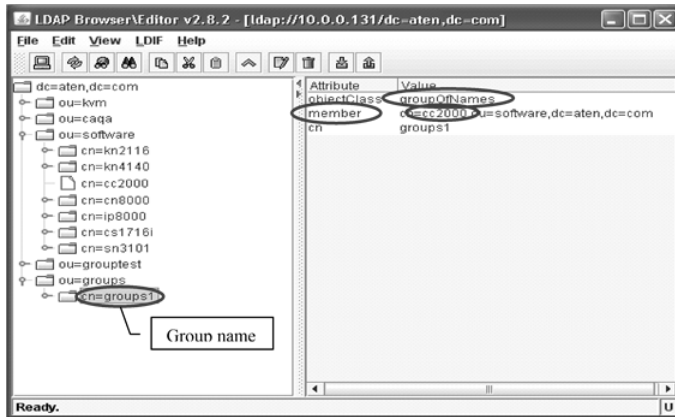 LDAP Browser\Editor v2.8.2 - [ldap://10.0.0.131/dc=aten,dc=com]
File Edit View LDIF Help
dc=aten,dc=com
ou=kvm
ou=caqa
ou=software
cn=kn2116
cn=kn4140
cn=cc2000
cn=cn8000
cn=ip8000
cn=cs1716i
cn=sn3101
ou=grouptest
ou=groups
cn=groups1
Group name
Attribute Value
objectClass groupOfNames
member cn=cc2000,ou=software,dc=aten,dc=com
cn groups1
Ready.
U